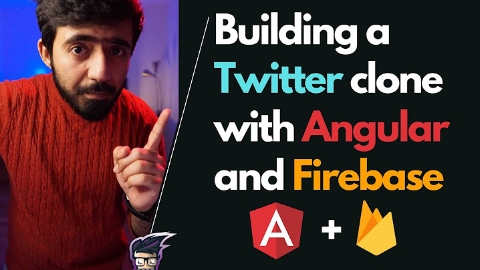 Building a
Twitter clone
with Angular
and Firebase
A +